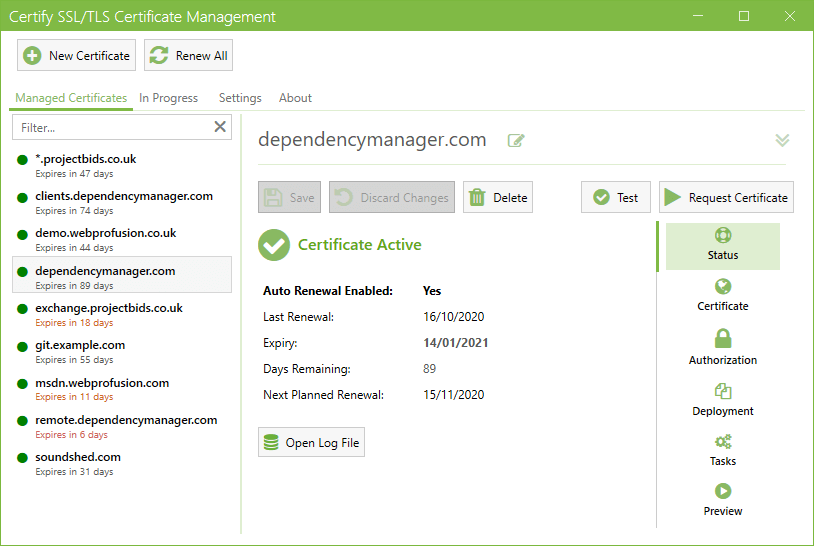 Certify SSL/TLS Certificate Management
New Certificate
Renew All
Managed Certificates
In Progress
Settings
About
Filter...
*.projectbids.co.uk
Expires in 47 days
clients.dependencymanager.com
Expires in 74 days
demo.webprofusion.co.uk
Expires in 44 days
dependencymanager.com
Expires in 89 days
exchange.projectbids.co.uk
Expires in 18 days
git.example.com
Expires in 55 days
msdn.webprofusion.com
Expires in 11 days
remote.dependencymanager.com
Expires in 6 days
soundshed.com
Expires in 31 days
dependencymanager.com
Save
Discard Changes
Delete
Test
Request Certificate
Certificate Active
Auto Renewal Enabled: Yes
Last Renewal: 16/10/2020
Expiry: 14/01/2021
Days Remaining: 89
Next Planned Renewal: 15/11/2020
Open Log File
Status
Certificate
Authorization
Deployment
Tasks
Preview